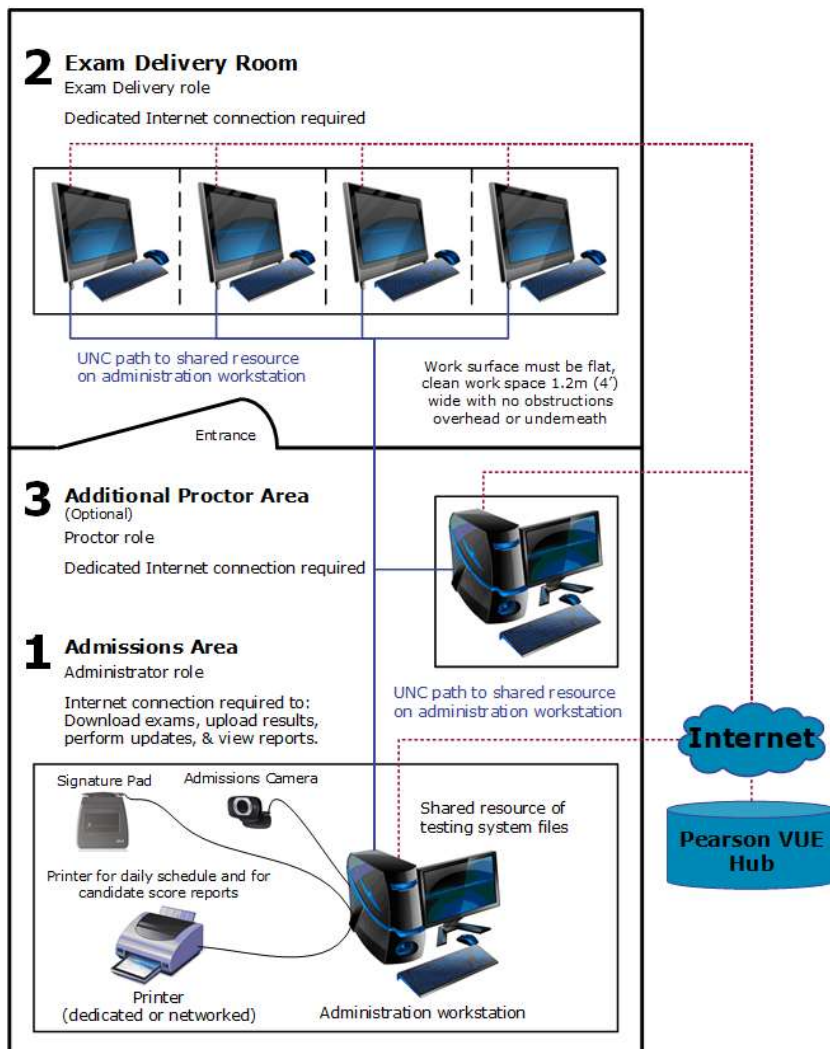 2 Exam Delivery Room
Exam Delivery role
Dedicated Internet connection required
UNC path to shared resource
on administration workstation
Work surface must be flat,
clean work space 1.2m (4')
wide with no obstructions
overhead or underneath
Entrance
3 Additional Proctor Area
(Optional)
Proctor role
Dedicated Internet connection required
1 Admissions Area
Administrator role
Internet connection required to:
Download exams, upload results,
perform updates, & view reports.
UNC path to shared resource
on administration workstation
Internet
Pearson VUE
Hub
Signature Pad
Admissions Camera
Shared resource of
testing system files
Printer for daily schedule and for
candidate score reports
Printer
(dedicated or networked)
Administration workstation